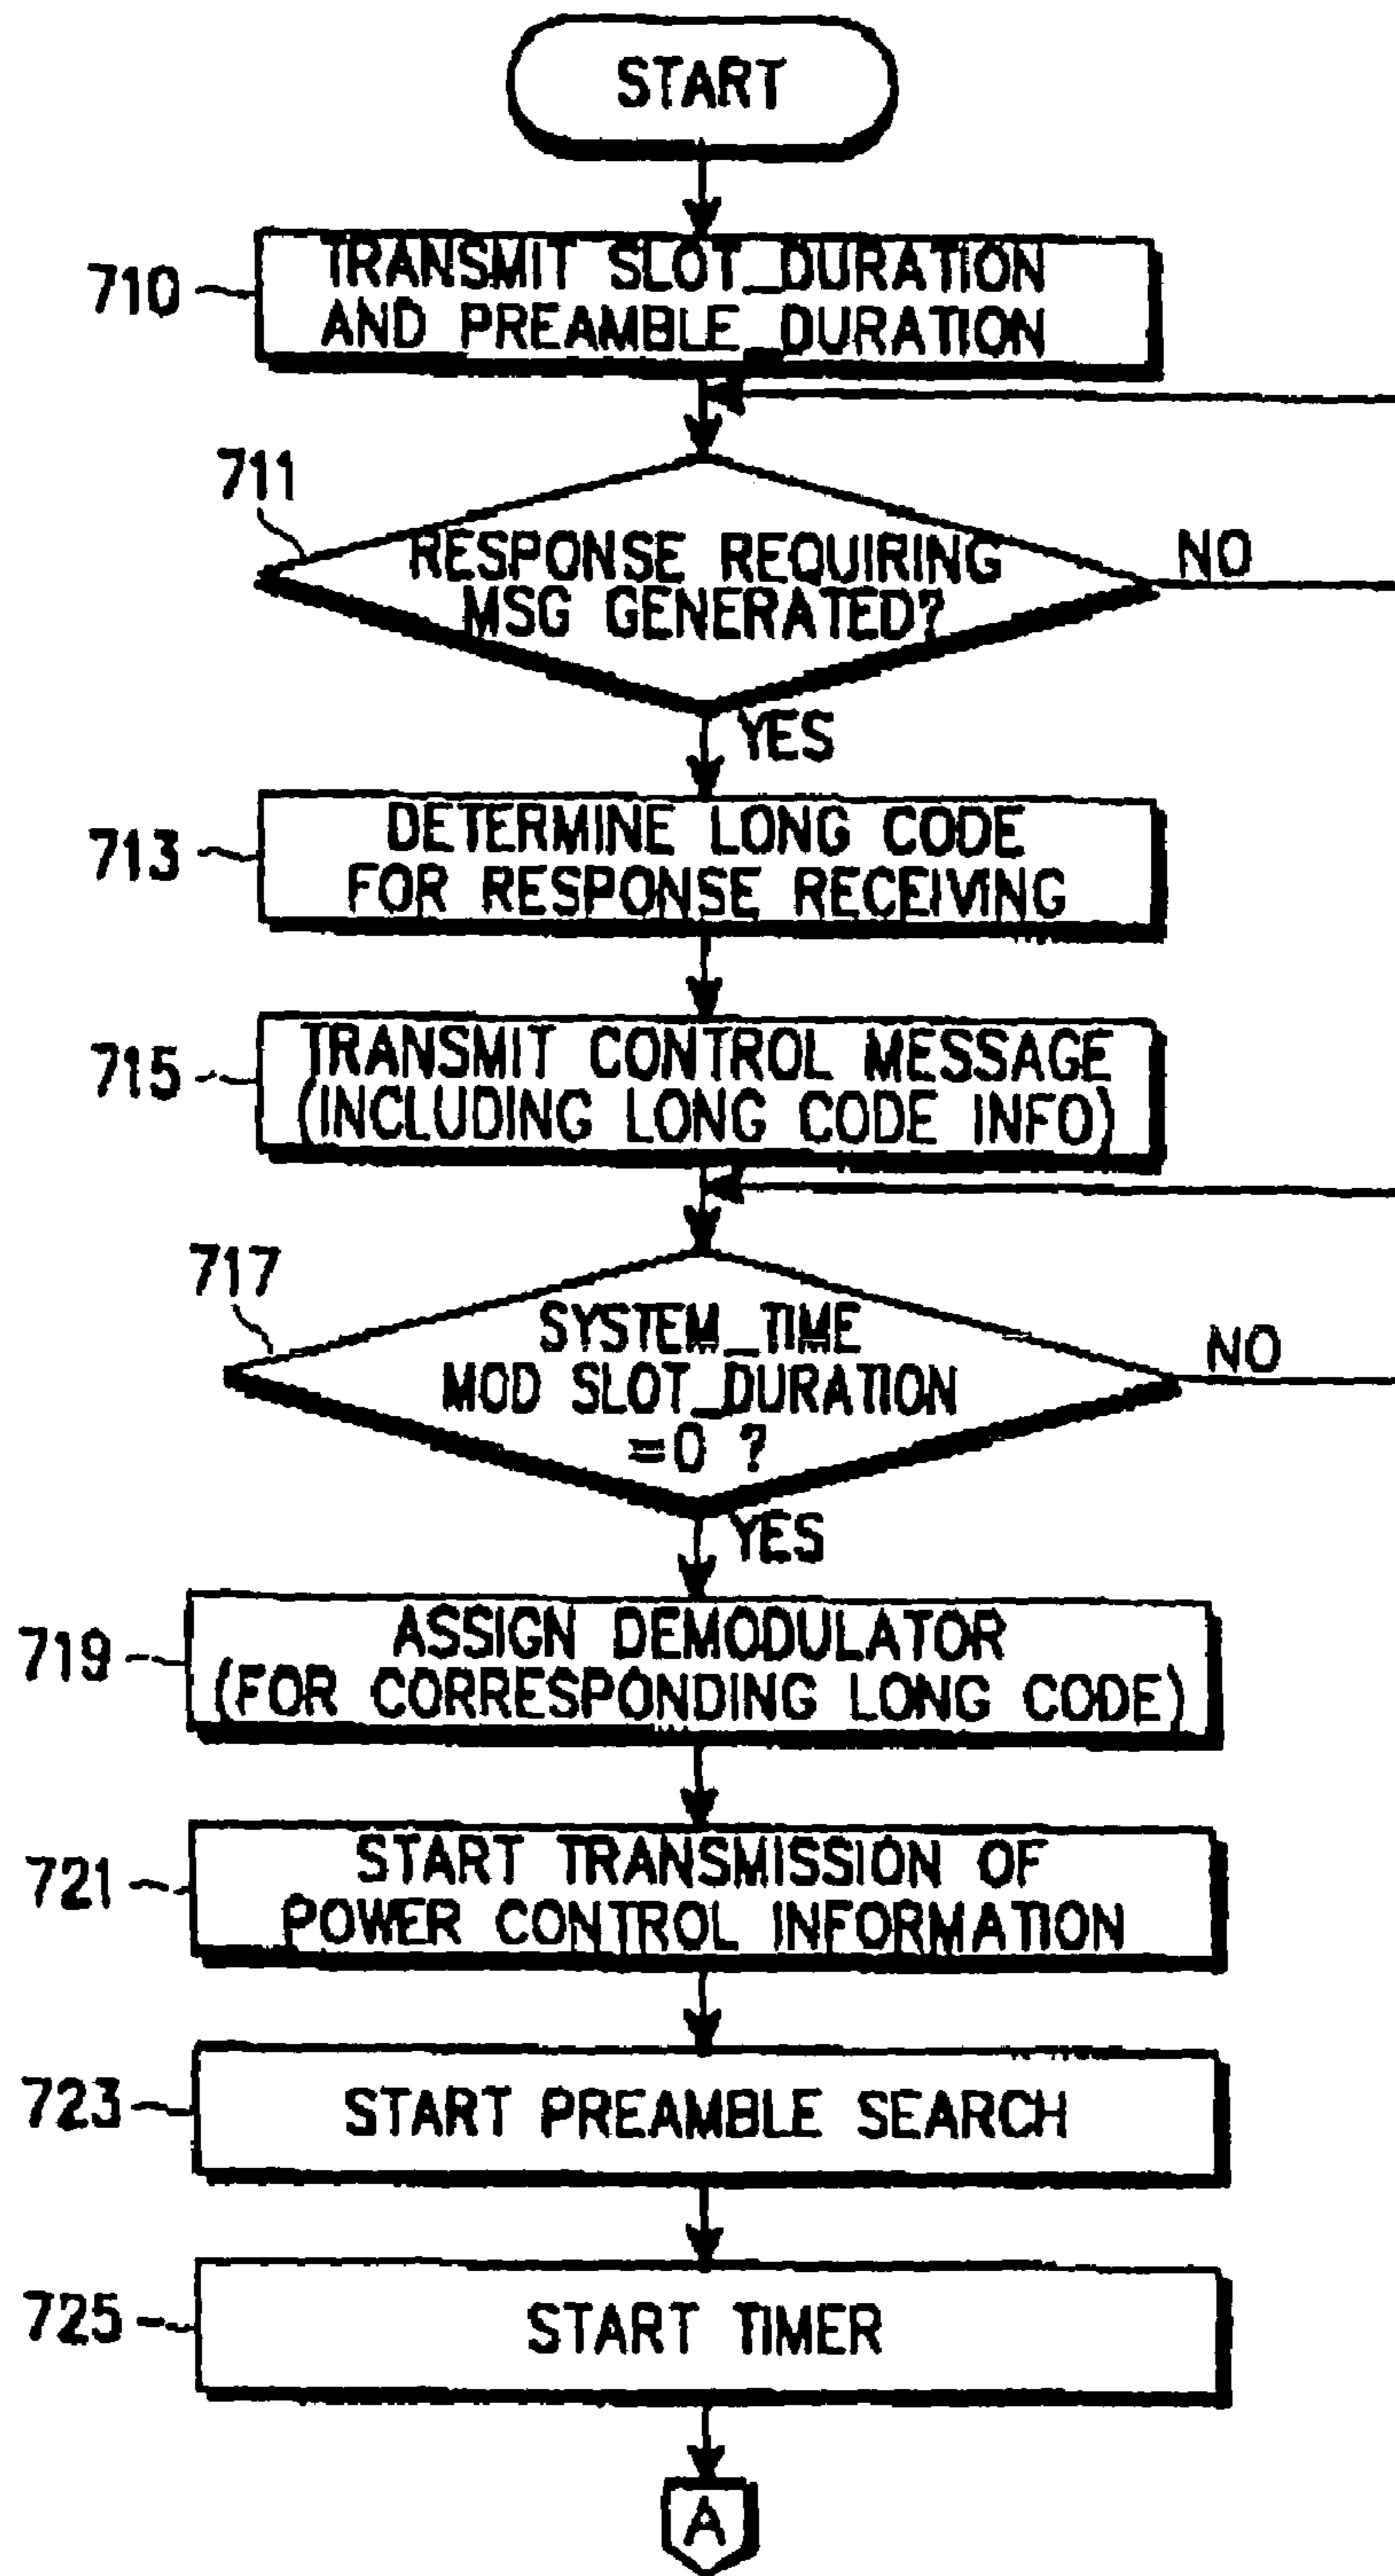 START
710
TRANSMIT SLOT_DURATION
AND PREAMBLE_DURATION
711
RESPONSE REQUIRING
MSG GENERATED?
NO
YES
713
DETERMINE LONG CODE
FOR RESPONSE RECEIVING
715
TRANSMIT CONTROL MESSAGE
(INCLUDING LONG CODE INFO)
717
SYSTEM_TIME
MOD SLOT_DURATION
=0 ?
NO
YES
719
ASSIGN DEMODULATOR
(FOR CORRESPONDING LONG CODE)
721
START TRANSMISSION OF
POWER CONTROL INFORMATION
723
START PREAMBLE SEARCH
725
START TIMER
A